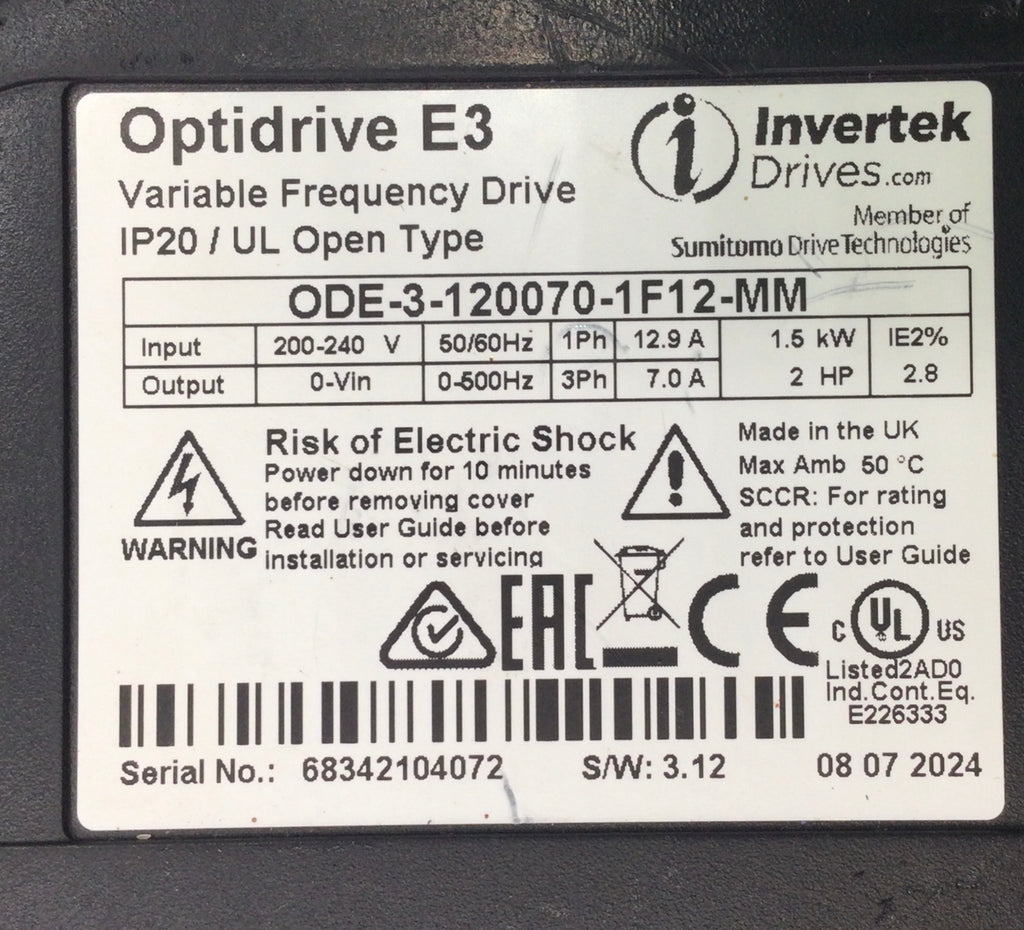 Optidrive E3
Variable Frequency Drive
IP20 / UL Open Type
i Invertek
Drives.com
Member of
Sumitomo Drive Technologies
ODE-3-120070-1F12-MM
Input 200-240 V 50/60Hz 1Ph 12.9 A 1.5 kW IE2%
Output 0-Vin 0-500Hz 3Ph 7.0 A 2 HP 2.8
Risk of Electric Shock
Power down for 10 minutes
before removing cover
Read User Guide before
installation or servicing
WARNING
Made in the UK
Max Amb 50 °C
SCCR: For rating
and protection
refer to User Guide
EAC CE C UL US
Listed2AD0
Ind.Cont.Eq.
E226333
Serial No.: 68342104072 S/W: 3.12 08 07 2024